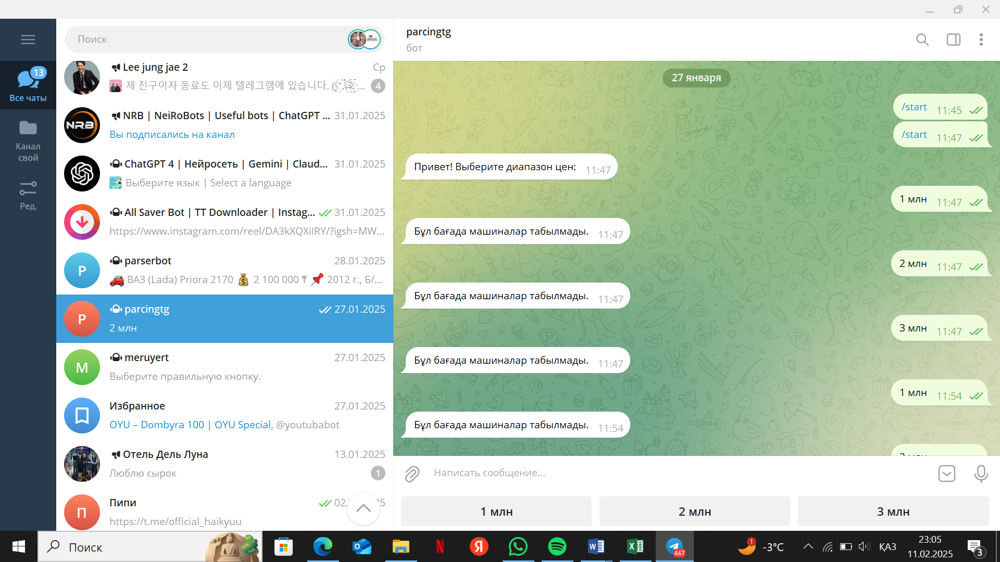 Поиск
Lee jung jae 2 Ср
제 친구이자 동료도 이제 텔레그램에 있습니다. ( ... 4
NRB | NeiRoBots | Useful bots | ChatGPT ... 31.01.2025
Вы подписались на канал
ChatGPT 4 | Нейросеть | Gemini | Claud... 31.01.2025
Выберите язык | Select a language
All Saver Bot | TT Downloader | Instag... 31.01.2025
https://www.instagram.com/reel/DA3kXQXiIRY/?igsh=MW...
P
parserbot 28.01.2025
ВАЗ (Lada) Priora 2170 2 100 000 ₸ 2012 г., Б/...
P
parcingtg 27.01.2025
2 млн
M
meruyert 27.01.2025
Выберите правильную кнопку.
Избранное 27.01.2025
OYU – Dombyra 100 | OYU Special, @youtubabot
Отель Дель Луна 13.01.2025
Люблю сырок 1
П
Пипи 02. 5
https://t.me/official_haikyuu
13
Все чаты
Канал
свой
Ред.
NRB
parcingtg
бот
27 января
/start 11:45
/start 11:47
Привет! Выберите диапазон цен: 11:47
1 млн 11:47
Бұл бағада машиналар табылмады. 11:47
2 млн 11:47
Бұл бағада машиналар табылмады. 11:47
3 млн 11:47
Бұл бағада машиналар табылмады. 11:47
1 млн 11:54
Бұл бағада машиналар табылмады. 11:54
Написать сообщение...
1 млн 2 млн 3 млн
Поиск
1 -3°C ҚАЗ 23:05
11.02.2025 3
447